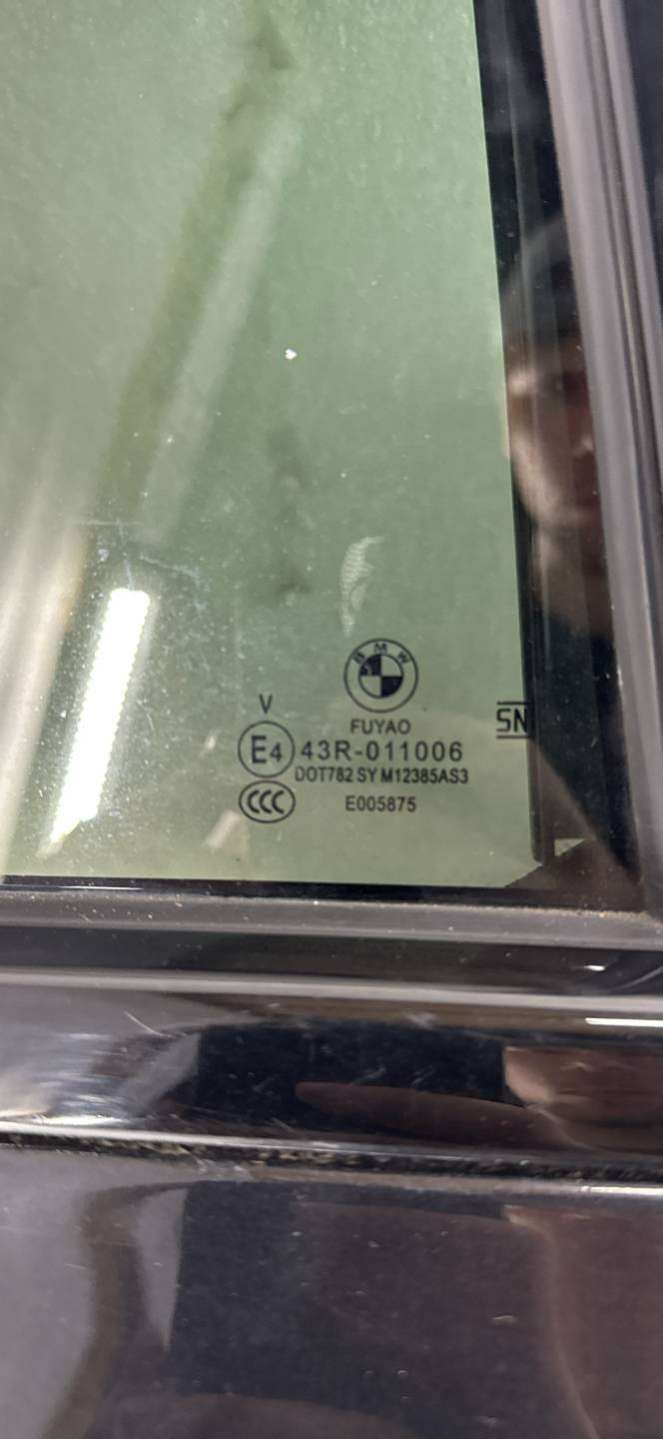 BMW
V
FUYAO
SN
E4 43R-011006
DOT782 SY M12385AS3
CCC E005875